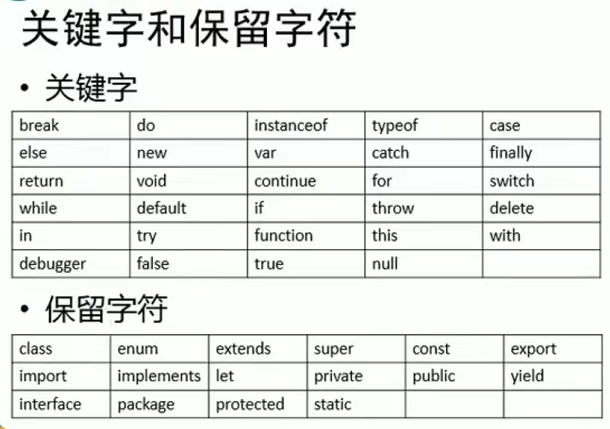 关键字和保留字符
• 关键字
break do instanceof typeof case
else new var catch finally
return void continue for switch
while default if throw delete
in try function this with
debugger false true null
• 保留字符
class enum extends super const export
import implements let private public yield
interface package protected static